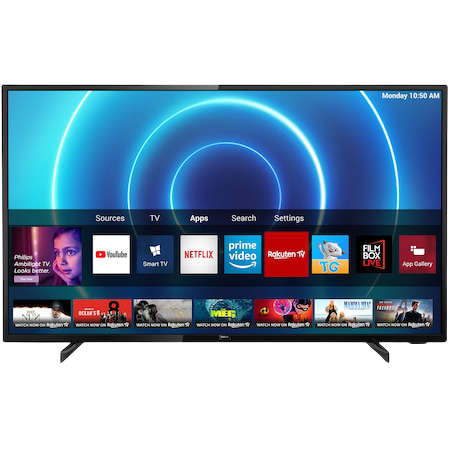 Monday 10:50 AM
Sources TV Apps Search Settings
Philips
Ambilight TV.
Looks better.
YouTube
Smart TV
NETFLIX
prime
video
Rakuten TV
TG
FILM
BOX
LIVE
App Gallery
OCEAN'S 8
MEG
WATCH NOW ON Rakuten TV
WATCH NOW ON Rakuten TV
WATCH NOW ON Rakuten TV
WATCH NOW ON Rakuten TV
WATCH NOW ON Rakuten TV
WATCH NOW ON Rakuten TV
WATCH NOW ON Rakuten TV